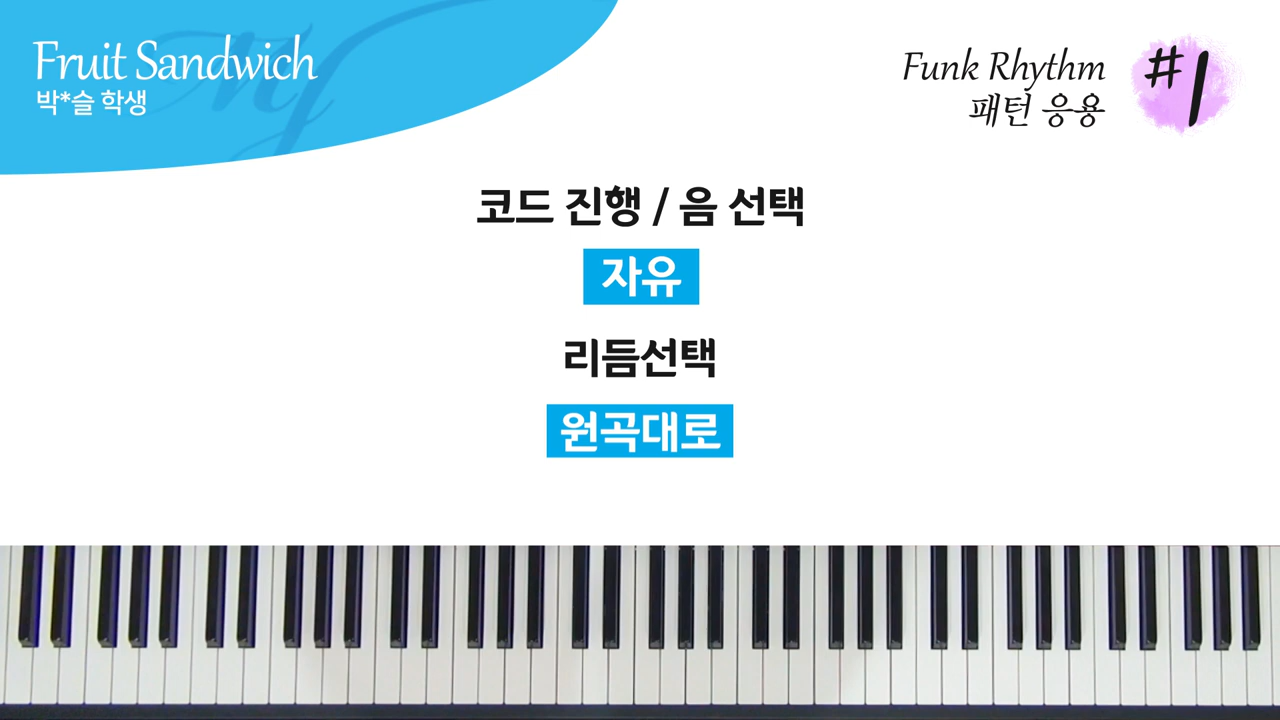 Fruit Sandwich
박*슬 학생
Funk Rhythm
패턴 응용
#1
코드 진행 / 음 선택
자유
리듬선택
원곡대로